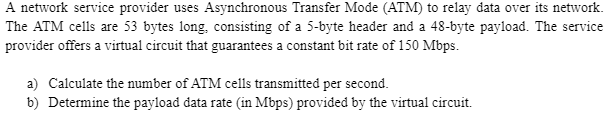 A network service provider uses Asynchronous Transfer Mode (ATM) to relay data over its network.
The ATM cells are 53 bytes long, consisting of a 5-byte header and a 48-byte payload. The service
provider offers a virtual circuit that guarantees a constant bit rate of 150 Mbps.
a) Calculate the number of ATM cells transmitted per second.
b) Determine the payload data rate (in Mbps) provided by the virtual circuit.